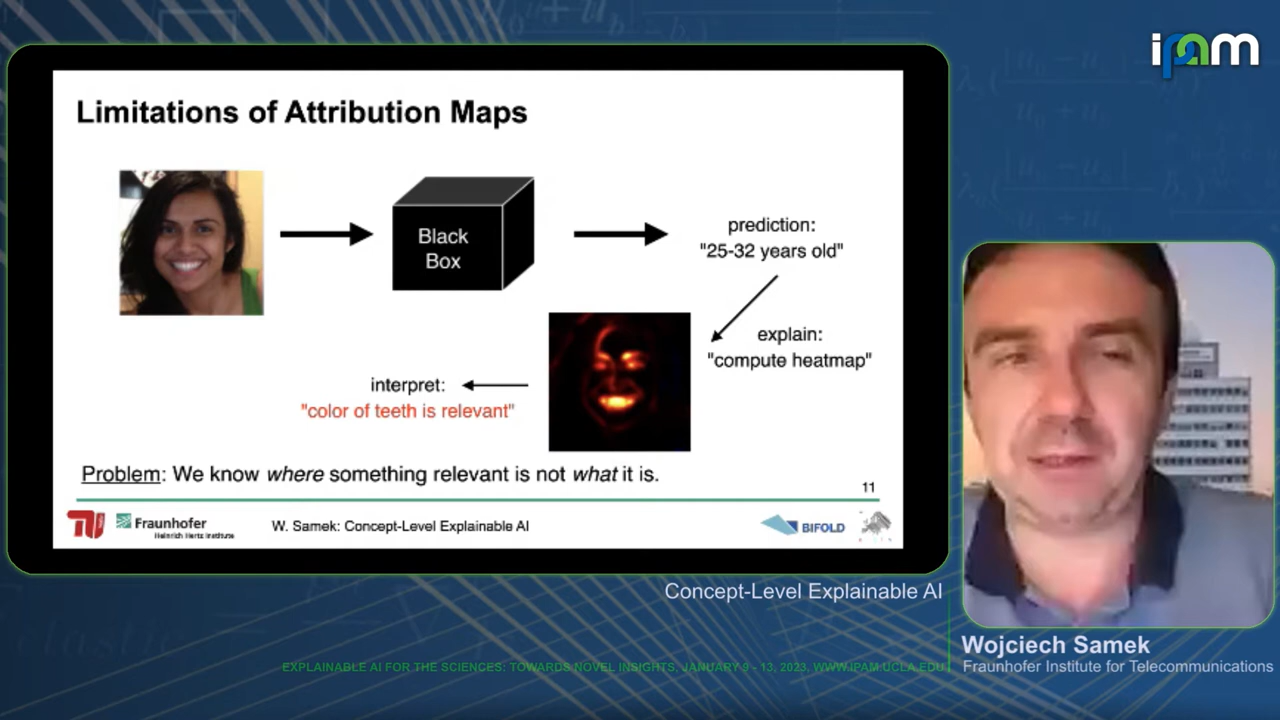 ipam
Limitations of Attribution Maps
Black
Box
prediction:
"25-32 years old"
explain:
"compute heatmap"
interpret:
"color of teeth is relevant"
Problem: We know where something relevant is not what it is.
11
Fraunhofer
Heinrich Hertz Institute
W. Samek: Concept-Level Explainable AI
BIFOLD
Concept-Level Explainable AI
Wojciech Samek
Fraunhofer Institute for Telecommunications
EXPLAINABLE AI FOR THE SCIENCES: TOWARDS NOVEL INSIGHTS, JANUARY 9 - 13, 2023, WWW.IPAM.UCLA.EDU